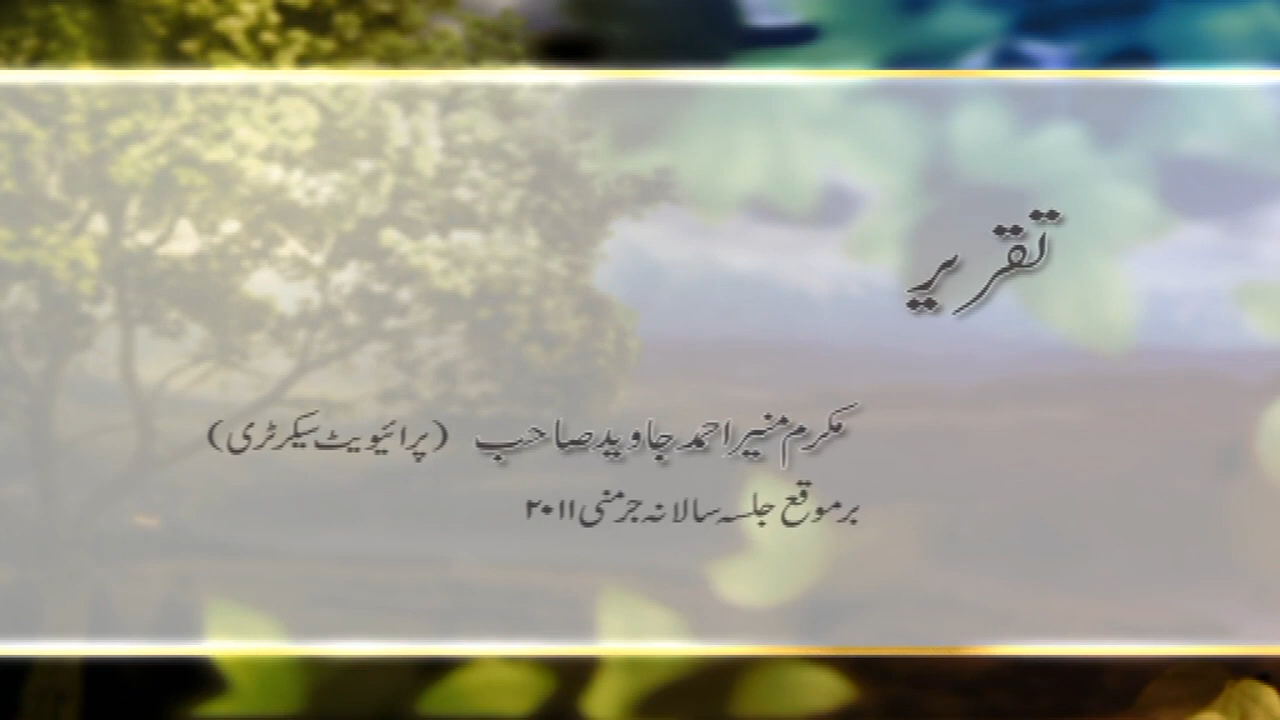 تقریر
مکرم منیر احمد جاوید صاحب (پرائیویٹ سیکرٹری)
برموقع جلسہ سالانہ جرمنی ۲۰۱۱